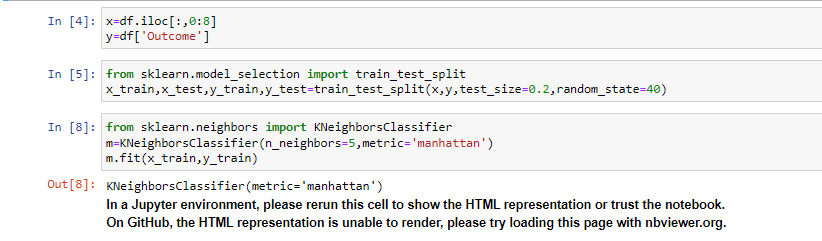 In [4]: x=df.iloc[:,0:8]
y=df['Outcome']
In [5]: from sklearn.model_selection import train_test_split
x_train,x_test,y_train,y_test=train_test_split(x,y,test_size=0.2,random_state=40)
In [8]: from sklearn.neighbors import KNeighborsClassifier
m=KNeighborsClassifier(n_neighbors=5,metric='manhattan')
m.fit(x_train,y_train)
Out[8]: KNeighborsClassifier(metric='manhattan')
In a Jupyter environment, please rerun this cell to show the HTML representation or trust the notebook.
On GitHub, the HTML representation is unable to render, please try loading this page with nbviewer.org.